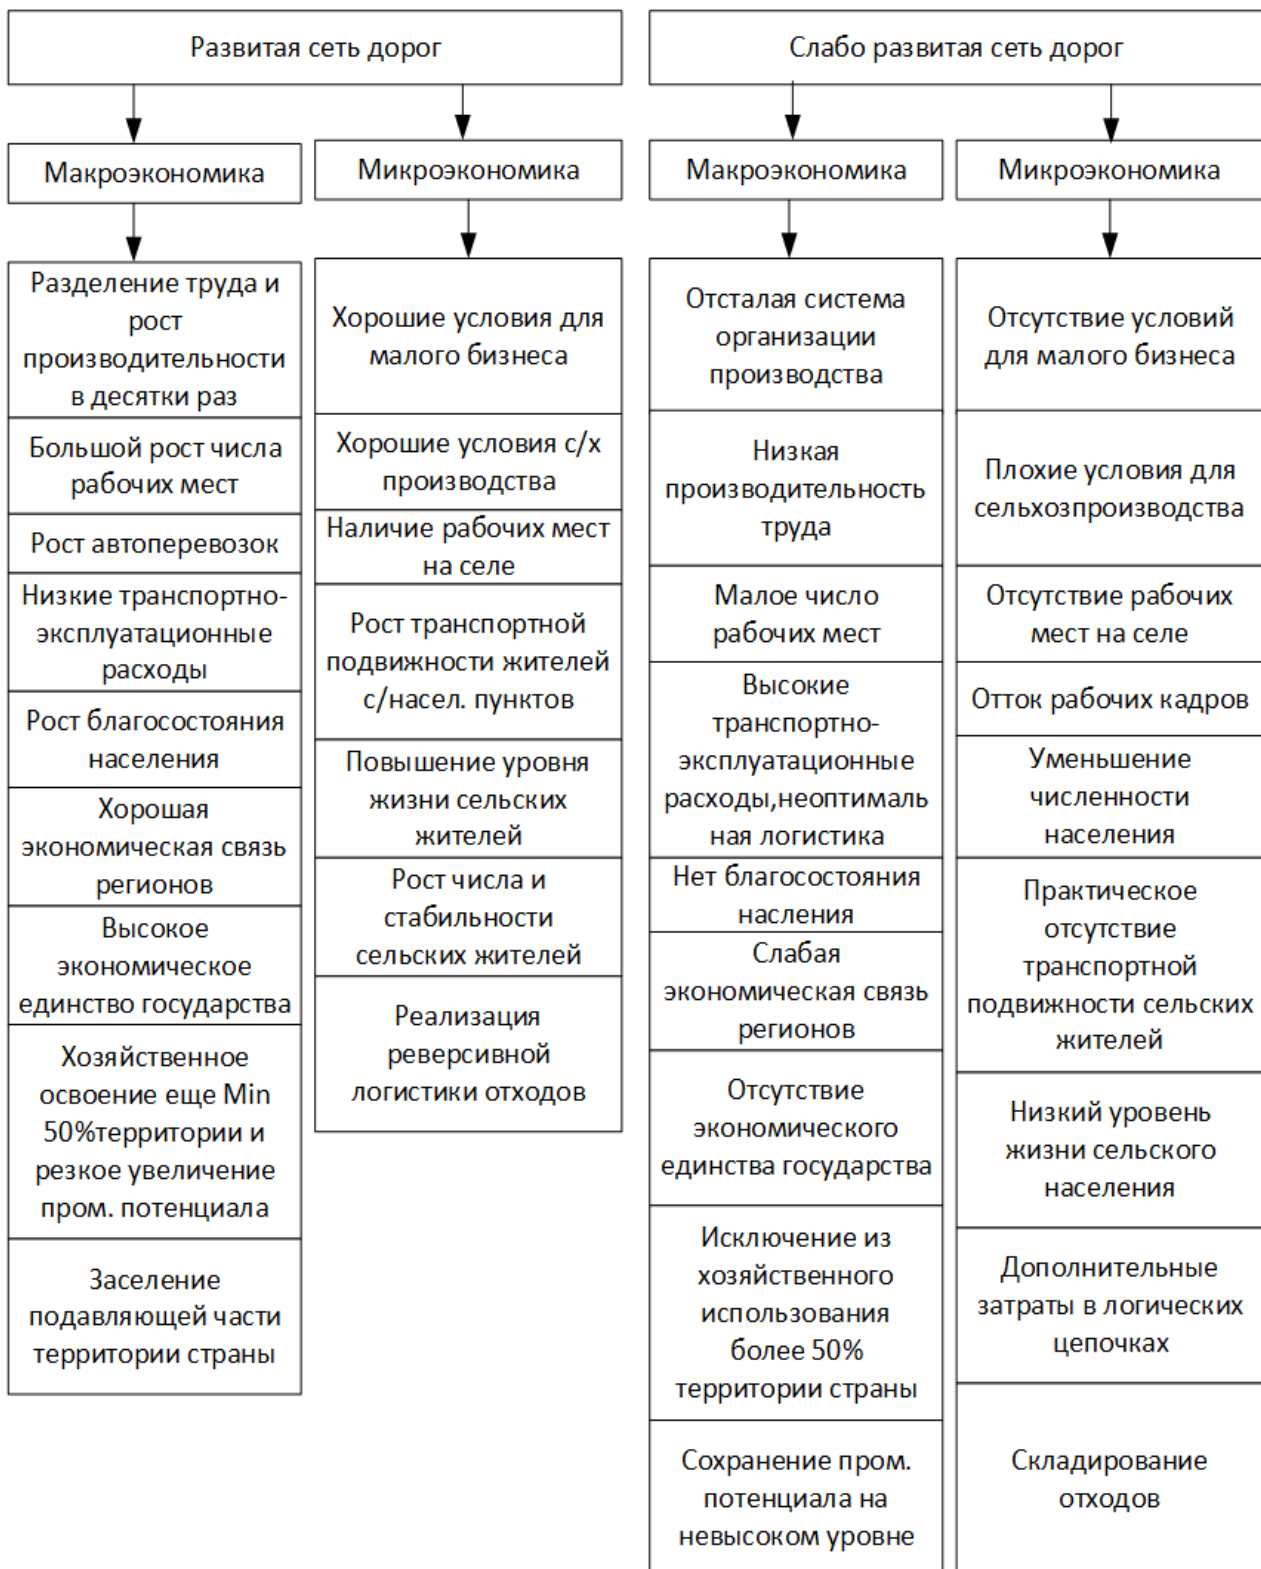 Развитая сеть дорог
Макроэкономика
Разделение труда и
рост
производительности
в десятки раз
Большой рост числа
рабочих мест
Рост автоперевозок
Низкие транспортно-
эксплуатационные
расходы
Рост благосостояния
населения
Хорошая
экономическая связь
регионов
Высокое
экономическое
единство государства
Хозяйственное
освоение еще Min
50%территории и
резкое увеличение
пром. потенциала
Заселение
подавляющей части
территории страны
Микроэкономика
Хорошие условия для
малого бизнеса
Хорошие условия с/х
производства
Наличие рабочих мест
на селе
Рост транспортной
подвижности жителей
с/насел. пунктов
Повышение уровня
жизни сельских
жителей
Рост числа и
стабильности
сельских жителей
Реализация
реверсивной
логистики отходов
Слабо развитая сеть дорог
Макроэкономика
Отсталая система
организации
производства
Низкая
производительность
труда
Малое число
рабочих мест
Высокие
транспортно-
эксплуатационные
расходы,неоптималь
ная логистика
Нет благосостояния
насления
Слабая
экономическая связь
регионов
Отсутствие
экономического
единства государства
Исключение из
хозяйственного
использования
более 50%
территории страны
Сохранение пром.
потенциала на
невысоком уровне
Микроэкономика
Отсутствие условий
для малого бизнеса
Плохие условия для
сельхозпроизводства
Отсутствие рабочих
мест на селе
Отток рабочих кадров
Уменьшение
численности
населения
Практическое
отсутствие
транспортной
подвижности сельских
жителей
Низкий уровень
жизни сельского
населения
Дополнительные
затраты в логических
цепочках
Складирование
отходов